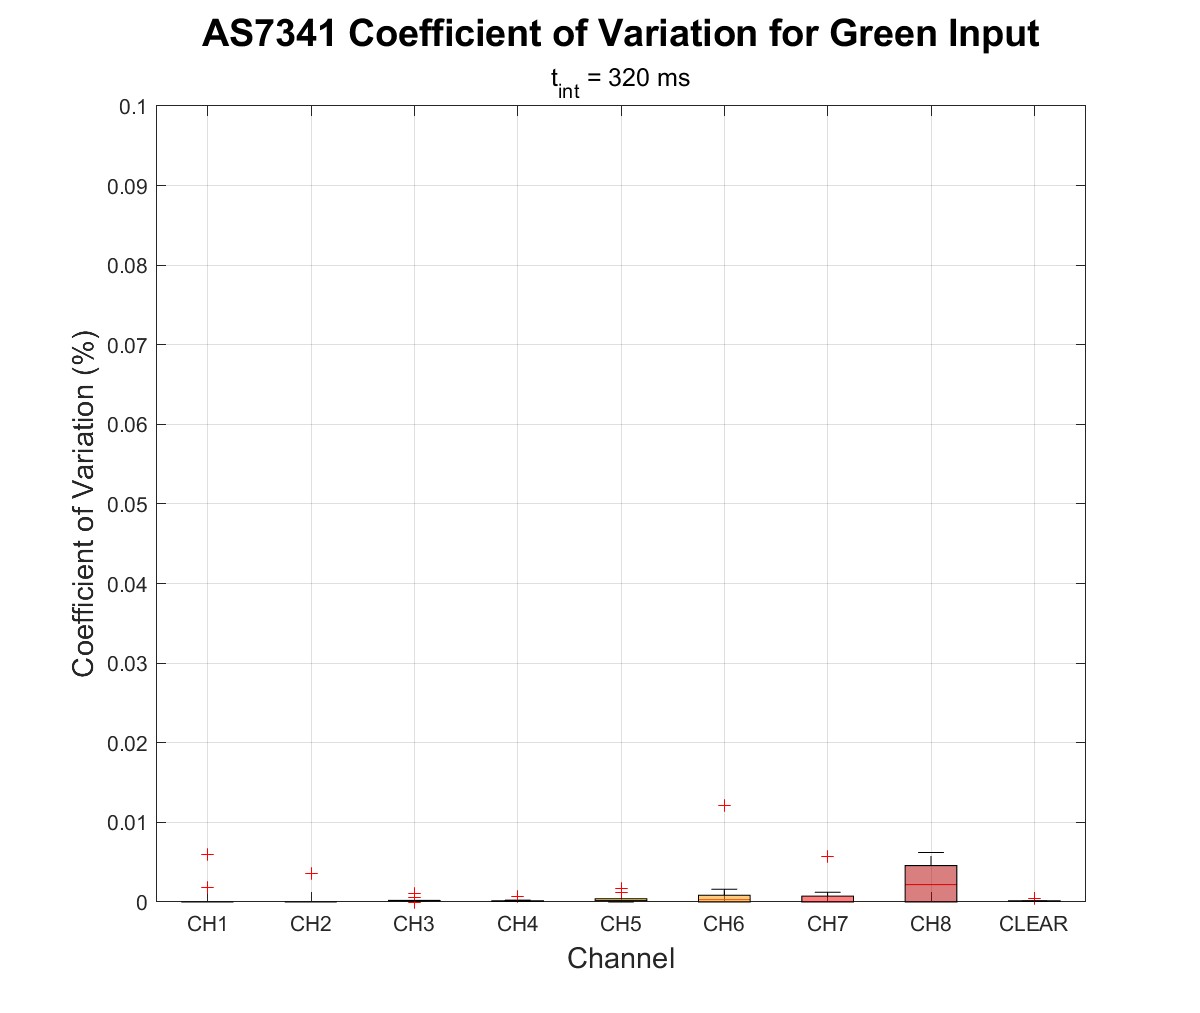 AS7341 Coefficient of Variation for Green Input
t_int = 320 ms
0.1
0.09
0.08
0.07
0.06
0.05
0.04
0.03
0.02
0.01
0
Coefficient of Variation (%)
CH1 CH2 CH3 CH4 CH5 CH6 CH7 CH8 CLEAR
Channel